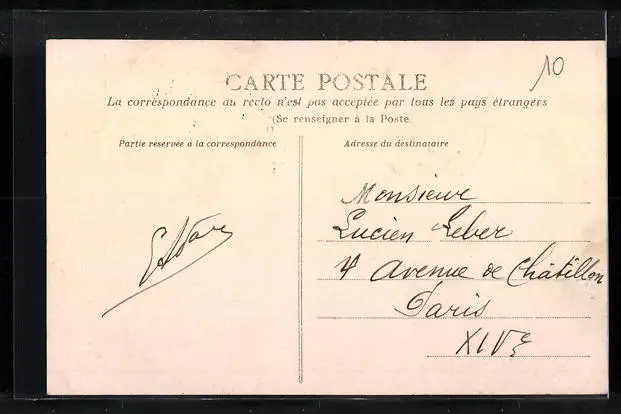 10
CARTE POSTALE
La correspondance au recto n'est pas acceptée par tous les pays étrangers
(Se renseigner à la Poste
Partie réservée a la correspondance
Adresse du destinataire
Monsieur
Lucien Leber
4 Avenue de Châtillon
Paris
XIVe